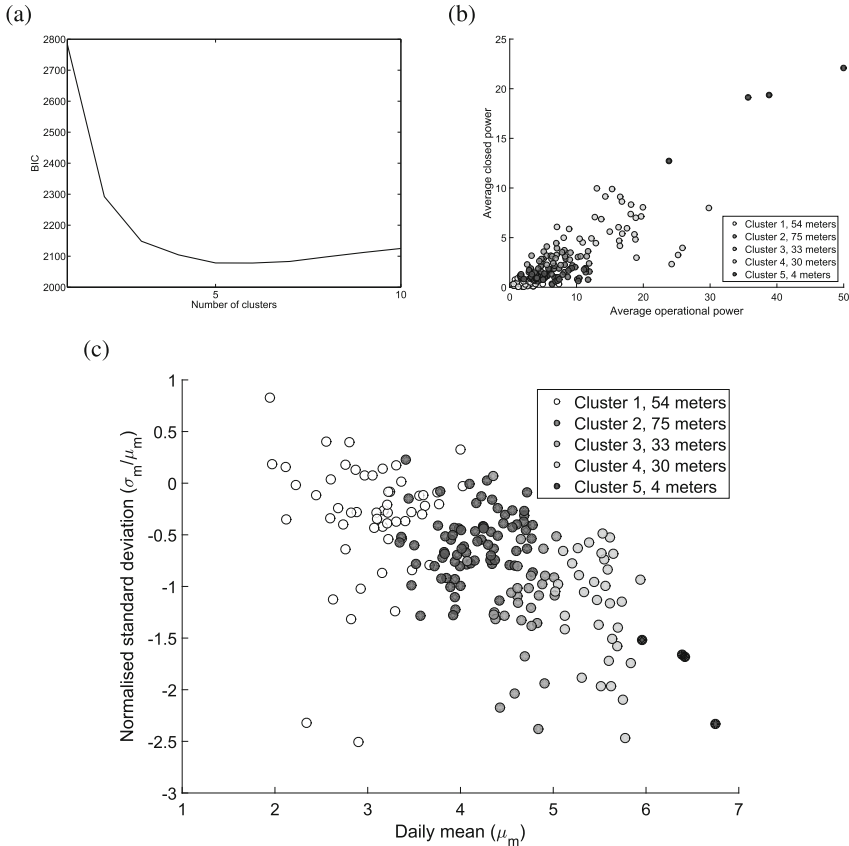 (a)
2800
2700
2600
2500
2400
2300
2200
2100
2000
BIC
5
10
Number of clusters
(b)
25
20
15
10
5
0
Average closed power
0
10
20
30
40
50
Average operational power
Cluster 1, 54 meters
Cluster 2, 75 meters
Cluster 3, 33 meters
Cluster 4, 30 meters
Cluster 5, 4 meters
(c)
1
0.5
0
-0.5
-1
-1.5
-2
-2.5
-3
Normalised standard deviation (σm/μm)
1
2
3
4
5
6
7
Daily mean (μm)
Cluster 1, 54 meters
Cluster 2, 75 meters
Cluster 3, 33 meters
Cluster 4, 30 meters
Cluster 5, 4 meters